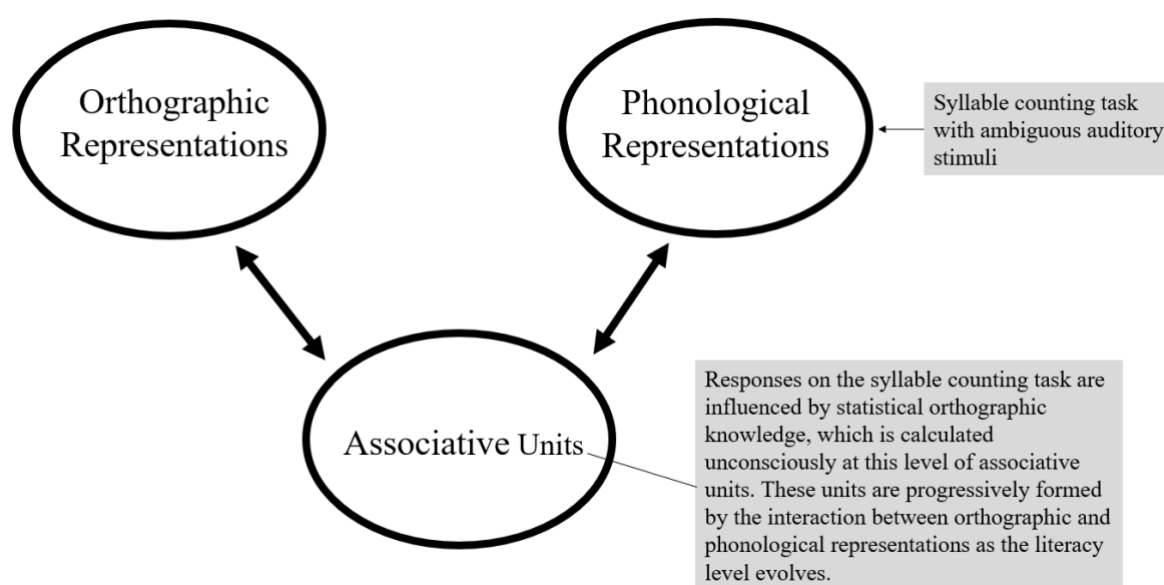 Orthographic
Representations
Phonological
Representations
Syllable counting task
with ambiguous auditory
stimuli
Associative Units
Responses on the syllable counting task are
influenced by statistical orthographic
knowledge, which is calculated
unconsciously at this level of associative
units. These units are progressively formed
by the interaction between orthographic and
phonological representations as the literacy
level evolves.